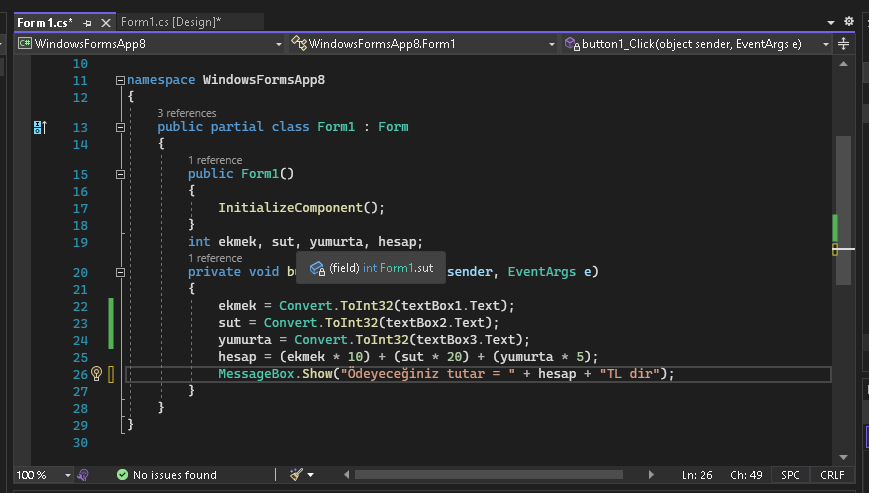 Form1.cs* Form1.cs [Design]*
C# WindowsFormsApp8 WindowsFormsApp8.Form1 button1_Click(object sender, EventArgs e)
10
11 namespace WindowsFormsApp8
12 {
3 references
13 public partial class Form1 : Form
14 {
1 reference
15 public Form1()
16 {
17 InitializeComponent();
18 }
19 int ekmek, sut, yumurta, hesap;
1 reference
(field) int Form1.sut
20 private void b sender, EventArgs e)
21 {
22 ekmek = Convert.ToInt32(textBox1.Text);
23 sut = Convert.ToInt32(textBox2.Text);
24 yumurta = Convert.ToInt32(textBox3.Text);
25 hesap = (ekmek * 10) + (sut * 20) + (yumurta * 5);
26 MessageBox.Show("Ödeyeceğiniz tutar = " + hesap + "TL dir");
27 }
28 }
29 }
30
100 % No issues found Ln: 26 Ch: 49 SPC CRLF